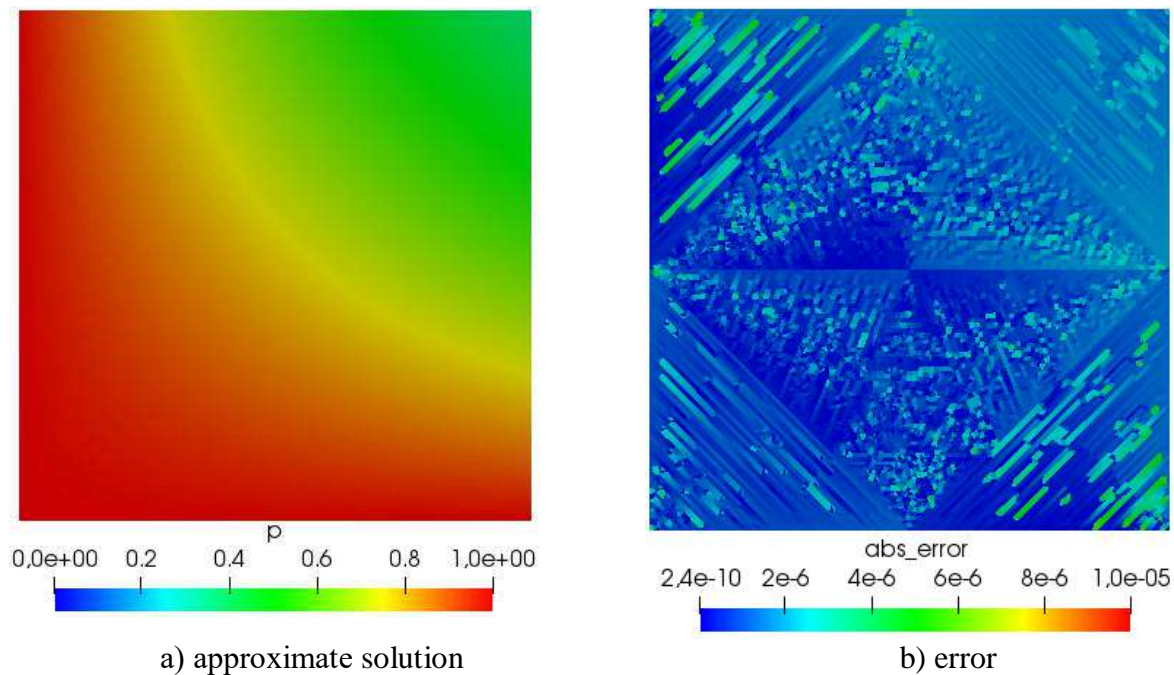 p
0,0e+00 0.2 0.4 0.6 0.8 1,0e+00
a) approximate solution
abs_error
2,4e-10 2e-6 4e-6 6e-6 8e-6 1,0e-05
b) error